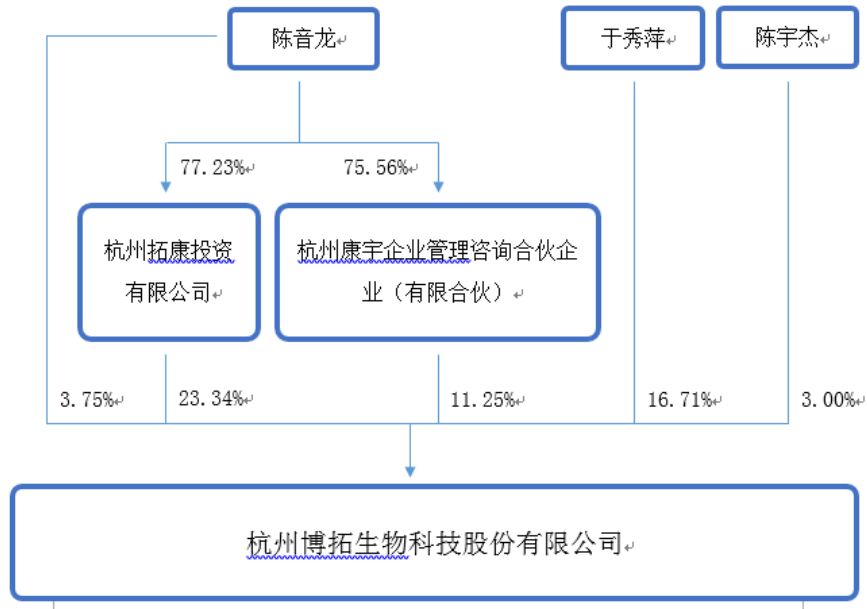 陈音龙
于秀萍
陈宇杰
77.23%
75.56%
杭州拓康投资
有限公司
杭州康宇企业管理咨询合伙企
业（有限合伙）
3.75%
23.34%
11.25%
16.71%
3.00%
杭州博拓生物科技股份有限公司